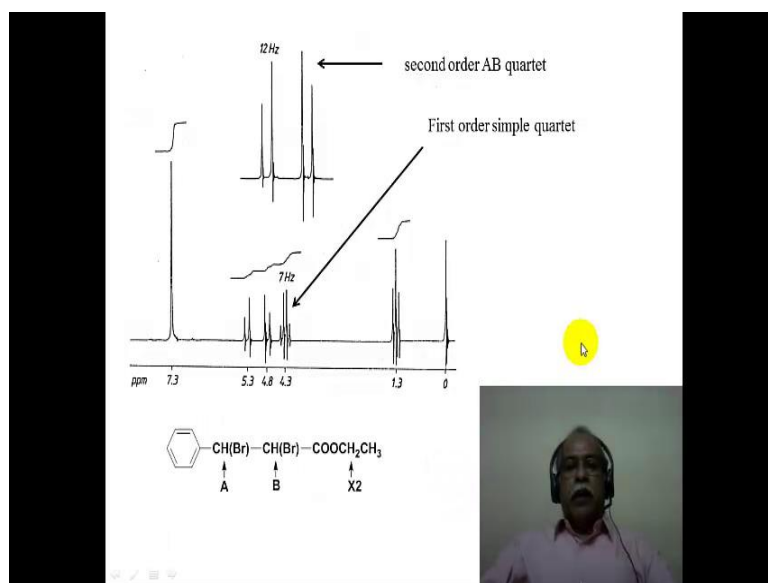 12 Hz
second order AB quartet
First order simple quartet
7 Hz
ppm 7.3 5.3 4.8 4.3 1.3 0
CH(Br)—CH(Br)—COOCH₂CH₃
A B X2